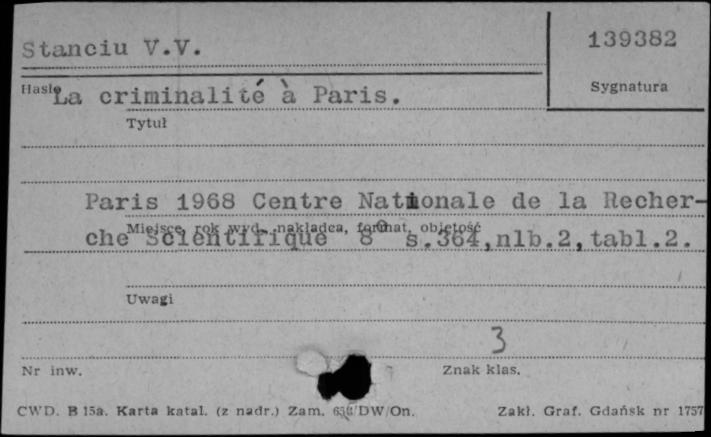 Stanciu V.V.
139382
Hasło
Sygnatura
La criminalité à Paris.
Tytuł
Paris 1968 Centre Nationale de la Recher-
Miejsce, rok wyd., nakładca, format, objętość
che Scientifique 8° s.364,nlb.2,tabl.2.
Uwagi
3
Nr inw.
Znak klas.
CWD. B 15a. Karta katal. (z nadr.) Zam. /DW/On.
Zakł. Graf. Gdańsk nr 1757